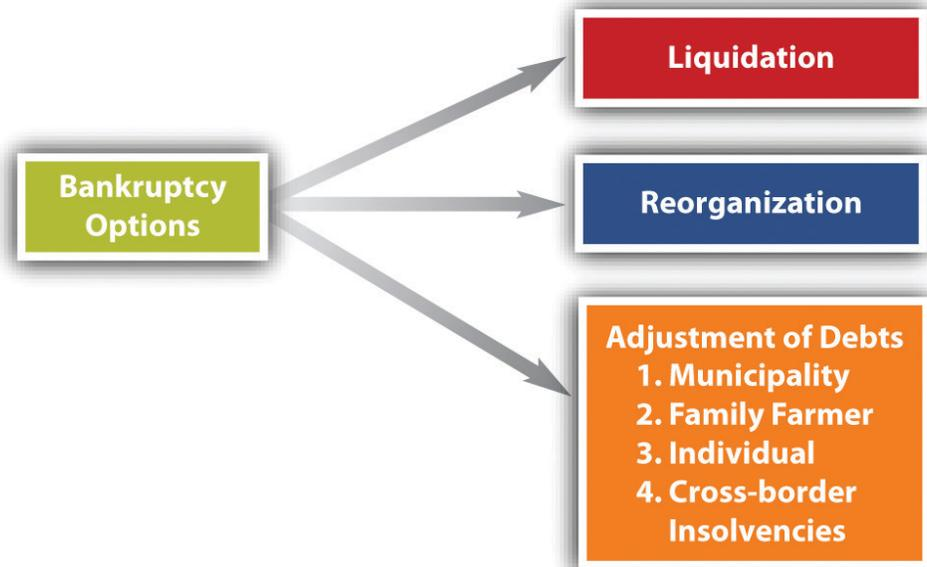 Bankruptcy
Options
Liquidation
Reorganization
Adjustment of Debts
1. Municipality
2. Family Farmer
3. Individual
4. Cross-border
Insolvencies